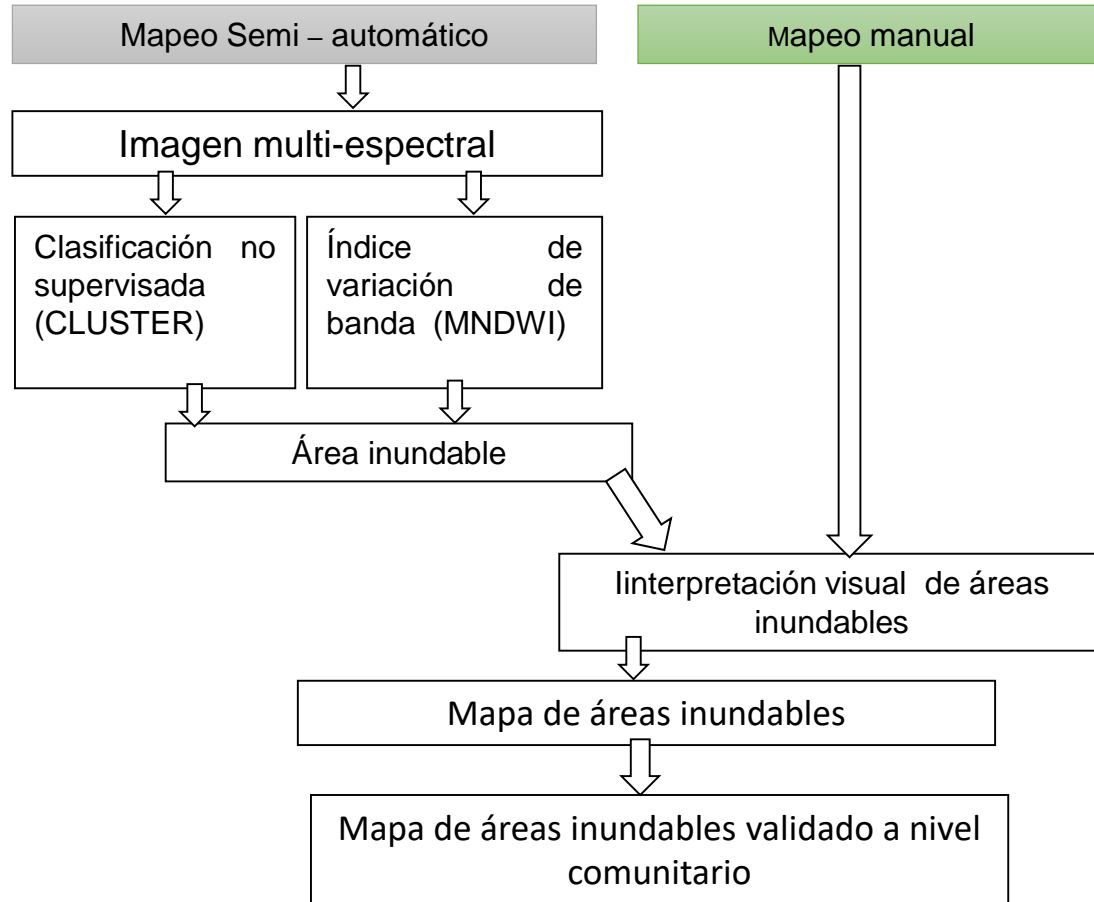 Mapeo Semi – automático
Mapeo manual
Imagen multi-espectral
Clasificación no
supervisada
(CLUSTER)
Índice de
variación de
banda (MNDWI)
Área inundable
Iinterpretación visual de áreas
inundables
Mapa de áreas inundables
Mapa de áreas inundables validado a nivel
comunitario